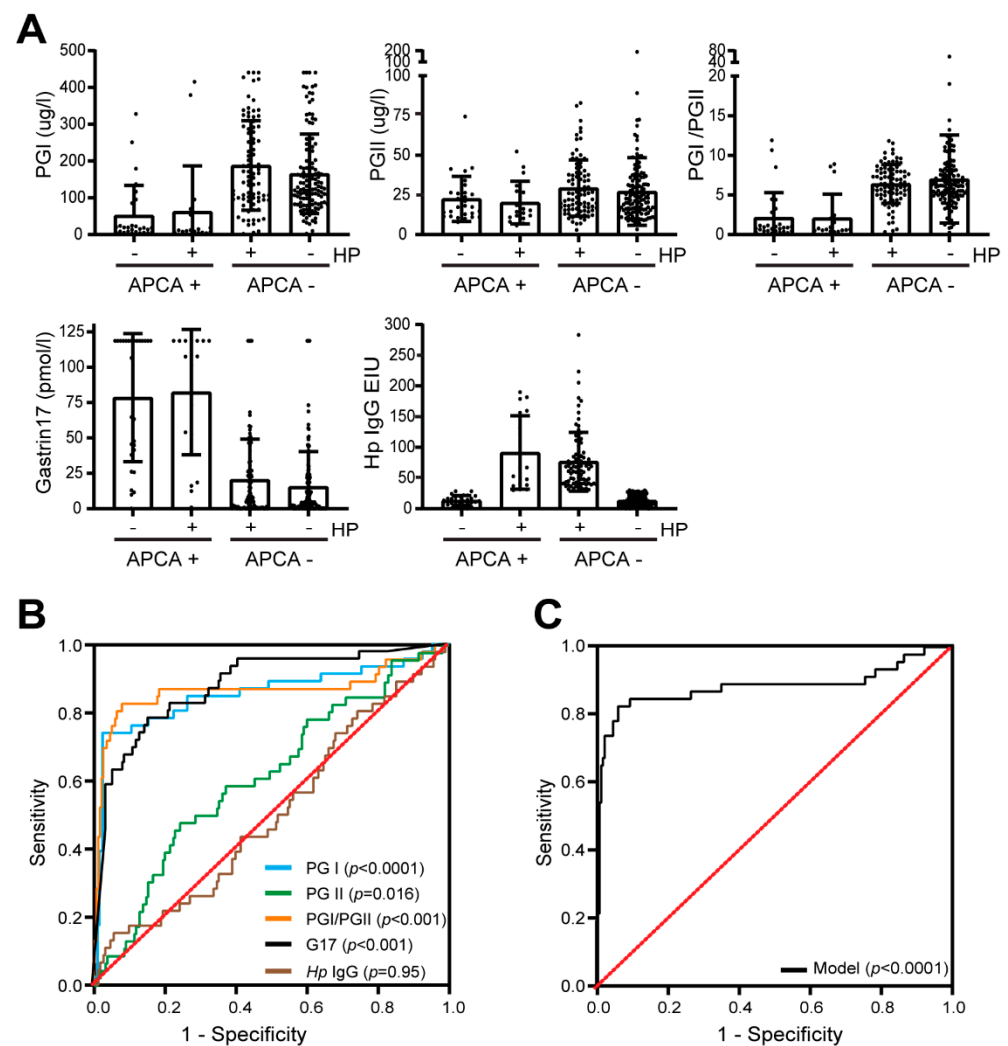 A
PGI (ug/l)
500
400
300
200
100
0
- + + - HP
APCA + APCA -
PGII (ug/l)
200
100
100
75
50
25
0
- + + - HP
APCA + APCA -
PGI /PGII
80
40
20
15
10
5
0
- + + - HP
APCA + APCA -
Gastrin17 (pmol/l)
125
100
75
50
25
0
- + + - HP
APCA + APCA -
Hp IgG EIU
300
250
200
150
100
50
0
- + + - HP
APCA + APCA -
B
Sensitivity
1.0
0.8
0.6
0.4
0.2
0.0
PG I (p<0.0001)
PG II (p=0.016)
PGI/PGII (p<0.001)
G17 (p<0.001)
Hp IgG (p=0.95)
0.0 0.2 0.4 0.6 0.8 1.0
1 - Specificity
C
Sensitivity
1.0
0.8
0.6
0.4
0.2
0.0
Model (p<0.0001)
0.0 0.2 0.4 0.6 0.8 1.0
1 - Specificity